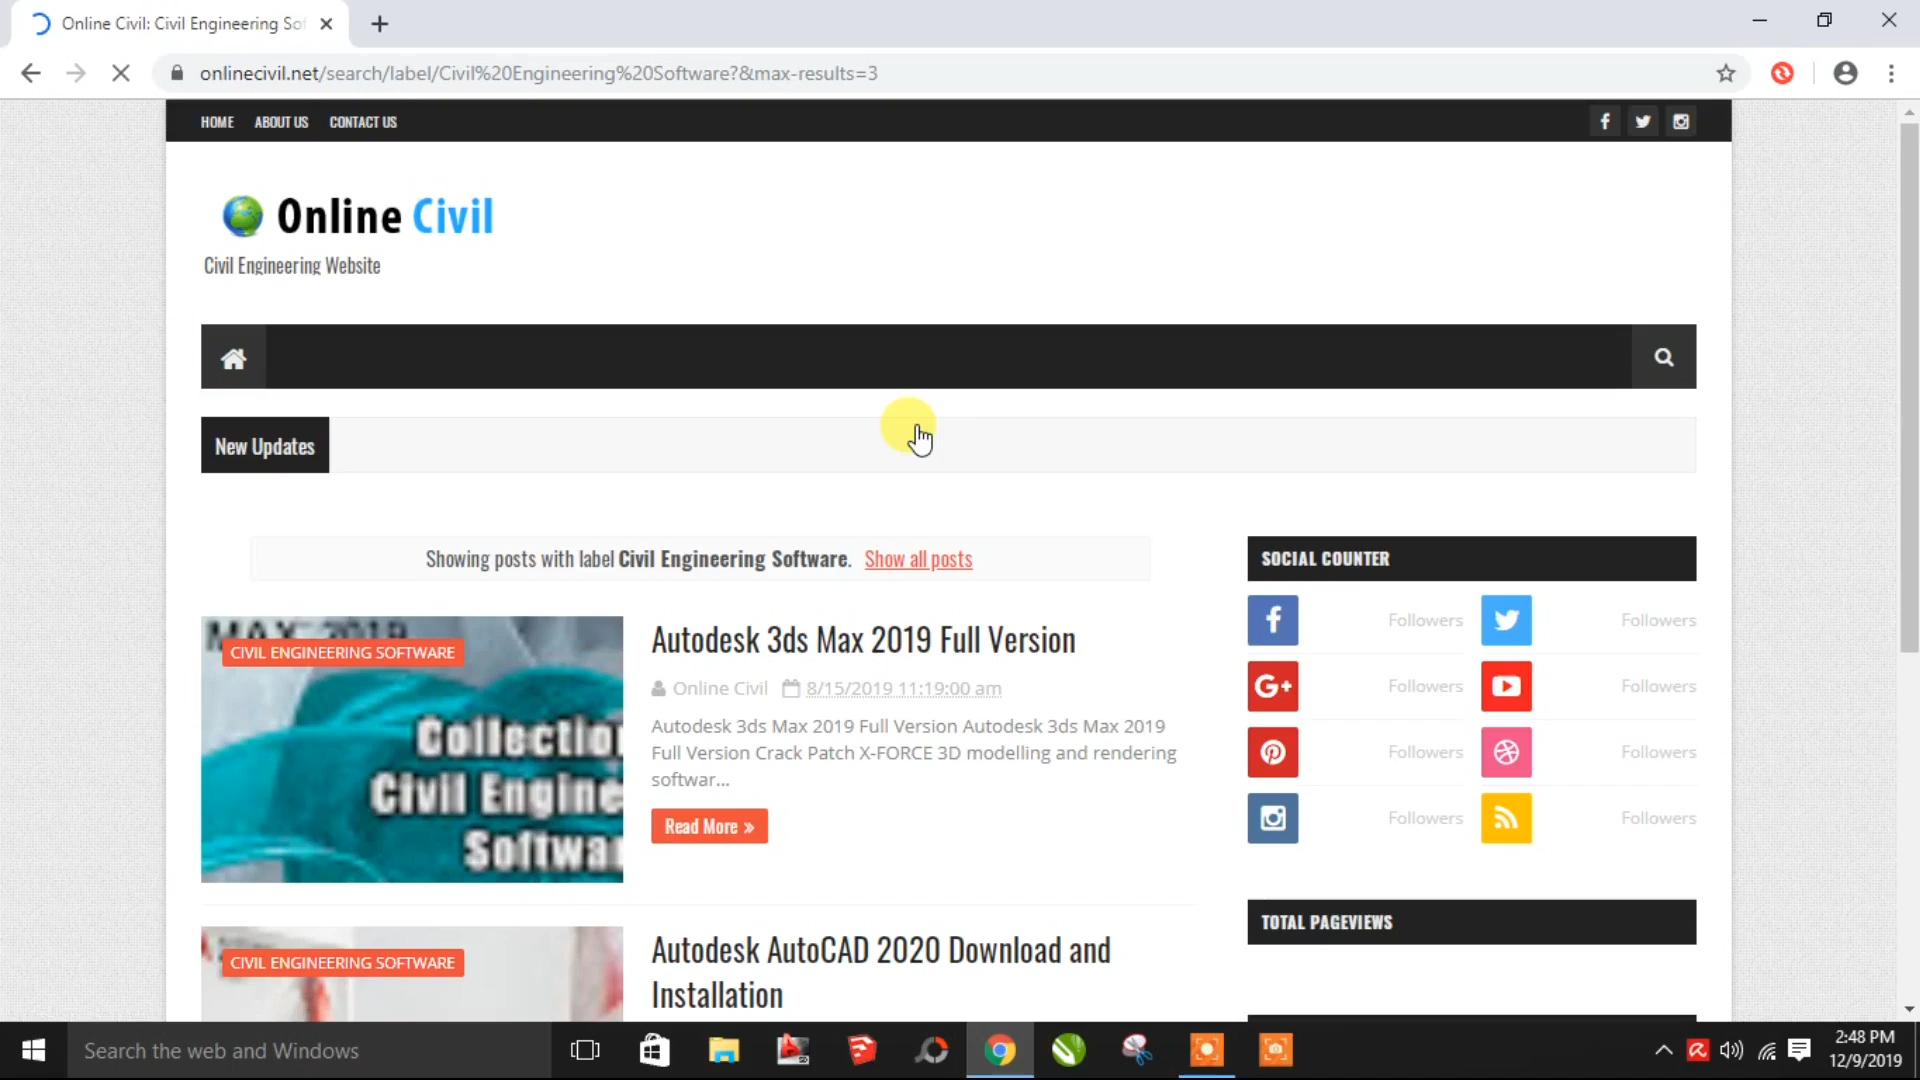 Online Civil: Civil Engineering Sof
onlinecivil.net/search/label/Civil%20Engineering%20Software?&max-results=3
HOME ABOUT US CONTACT US
Online Civil
Civil Engineering Website
New Updates
Showing posts with label Civil Engineering Software. Show all posts
MAX 2019
CIVIL ENGINEERING SOFTWARE
Collection
Civil Engine
Softwar
Autodesk 3ds Max 2019 Full Version
Online Civil 8/15/2019 11:19:00 am
Autodesk 3ds Max 2019 Full Version Autodesk 3ds Max 2019
Full Version Crack Patch X-FORCE 3D modelling and rendering
softwar...
Read More »
CIVIL ENGINEERING SOFTWARE
Autodesk AutoCAD 2020 Download and
Installation
SOCIAL COUNTER
Followers Followers
G+ Followers Followers
Followers Followers
Followers Followers
TOTAL PAGEVIEWS
Search the web and Windows
2:48 PM
12/9/2019